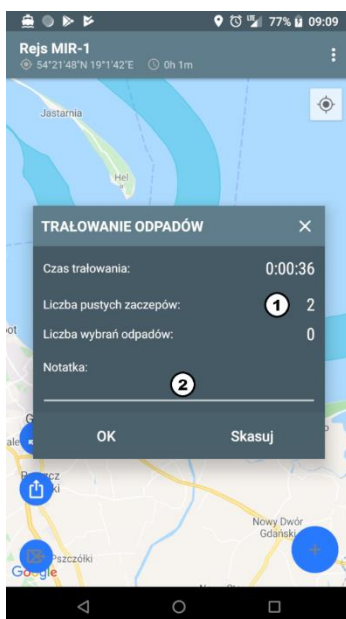 77% 09:09
Rejs MIR-1
54°21'48"N 19°1'42"E 0h 1m
Jastarnia
Hel
TRAŁOWANIE ODPADÓW
Czas trałowania: 0:00:36
Liczba pustych zaczepów: 1 2
Liczba wybrań odpadów: 0
Notatka:
2
OK Skasuj
Nowy Dwór
Gdański
Pszczółki
Google